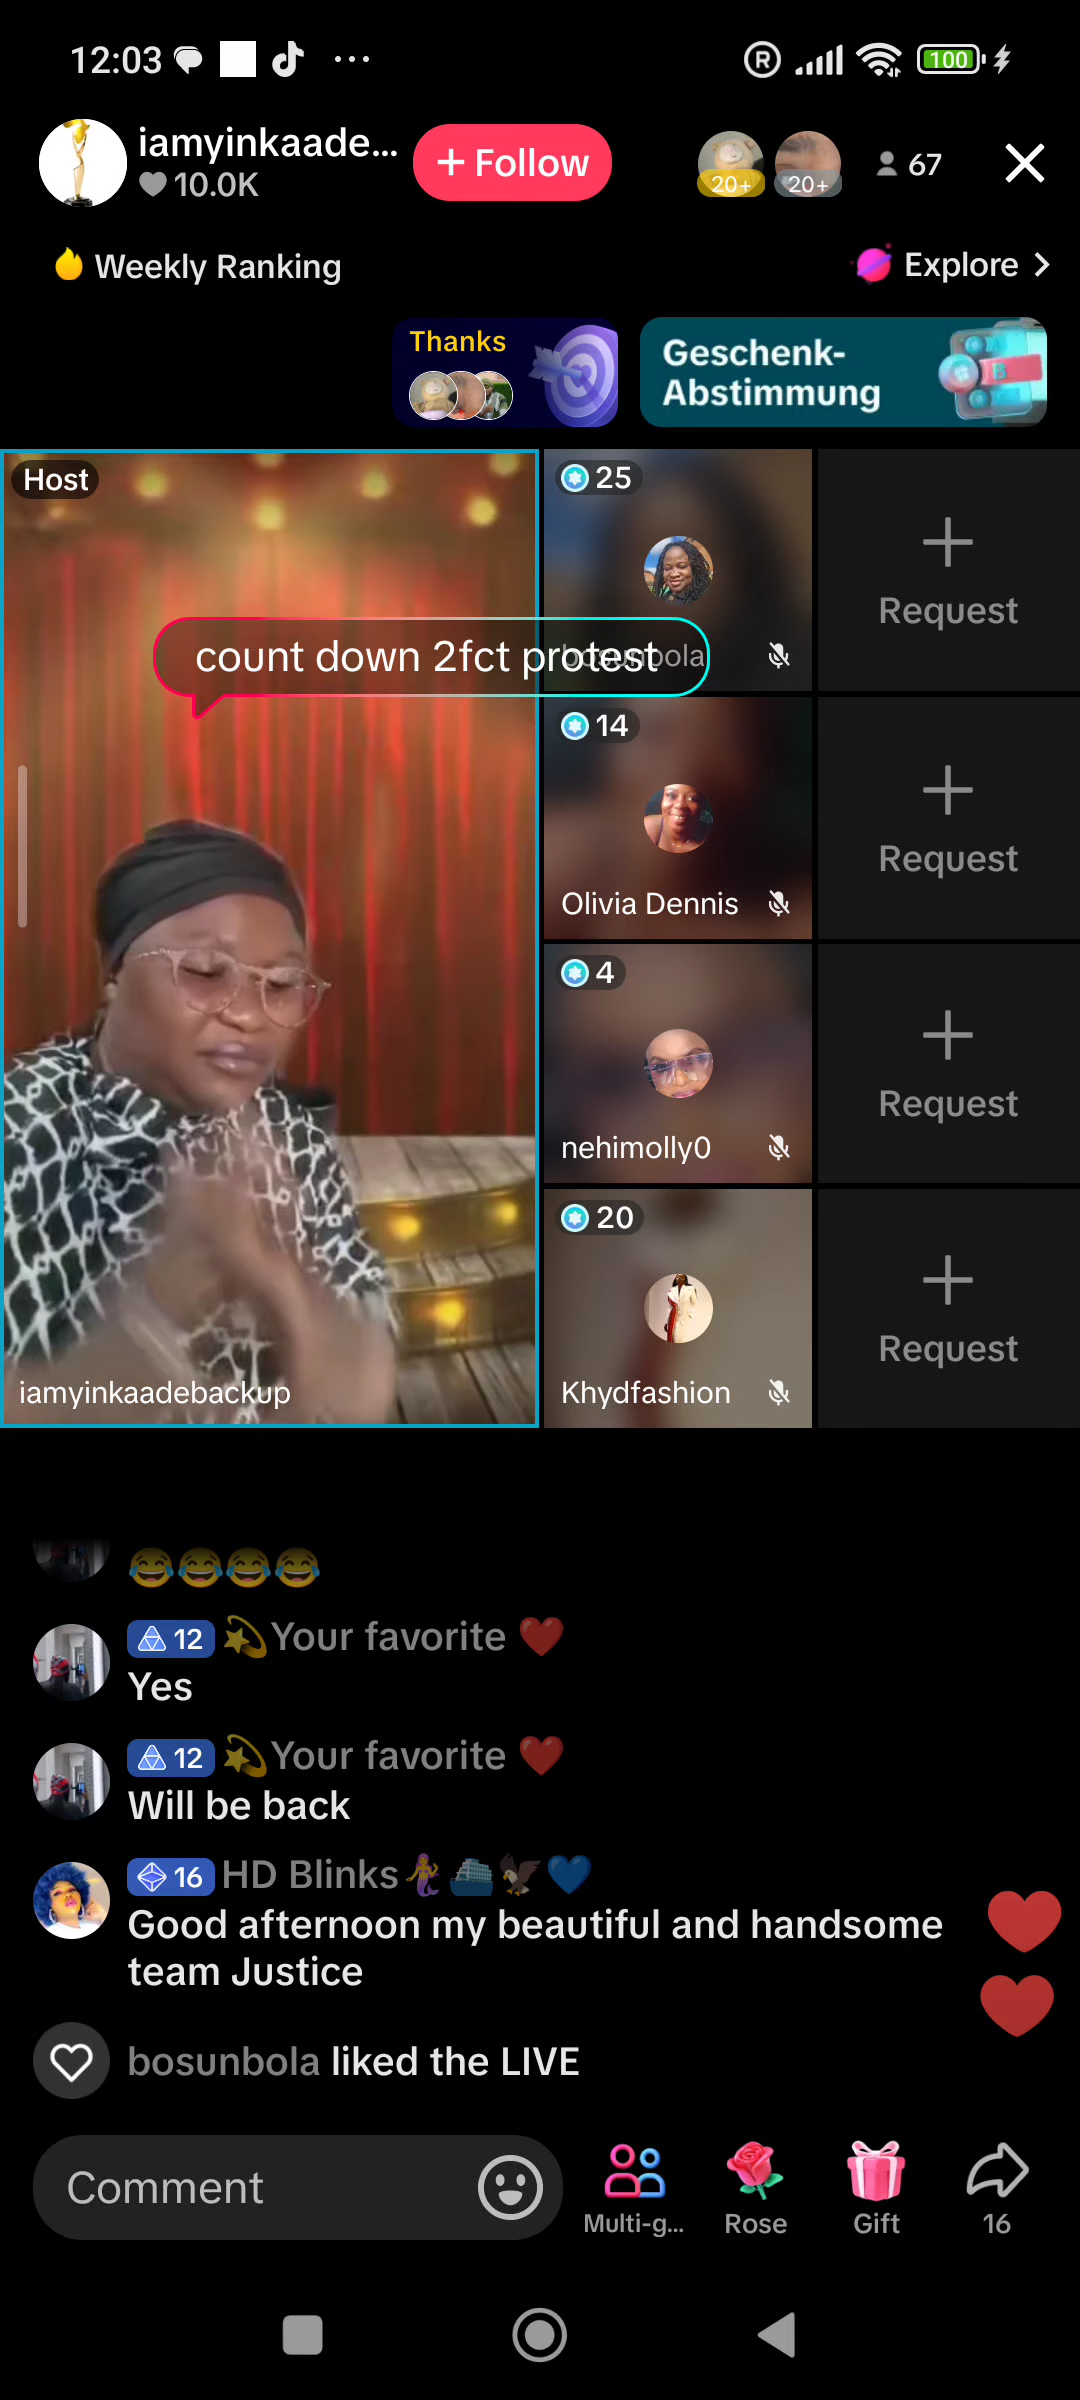 12:03
R
100
iamyinkaade...
10.0K
+ Follow
20+
20+
67
Weekly Ranking
Explore
Thanks
Geschenk-
Abstimmung
Host
25
Request
count down 2fct protest
bosunbola
14
Request
Olivia Dennis
4
Request
nehimolly0
20
Request
iamyinkaadebackup
Khydfashion
😂😂😂😂
12 💫Your favorite ❤️
Yes
12 💫Your favorite ❤️
Will be back
16 HD Blinks🧜‍♀️🛳️🦅💙
Good afternoon my beautiful and handsome
team Justice
bosunbola liked the LIVE
Comment
Multi-g...
Rose
Gift
16